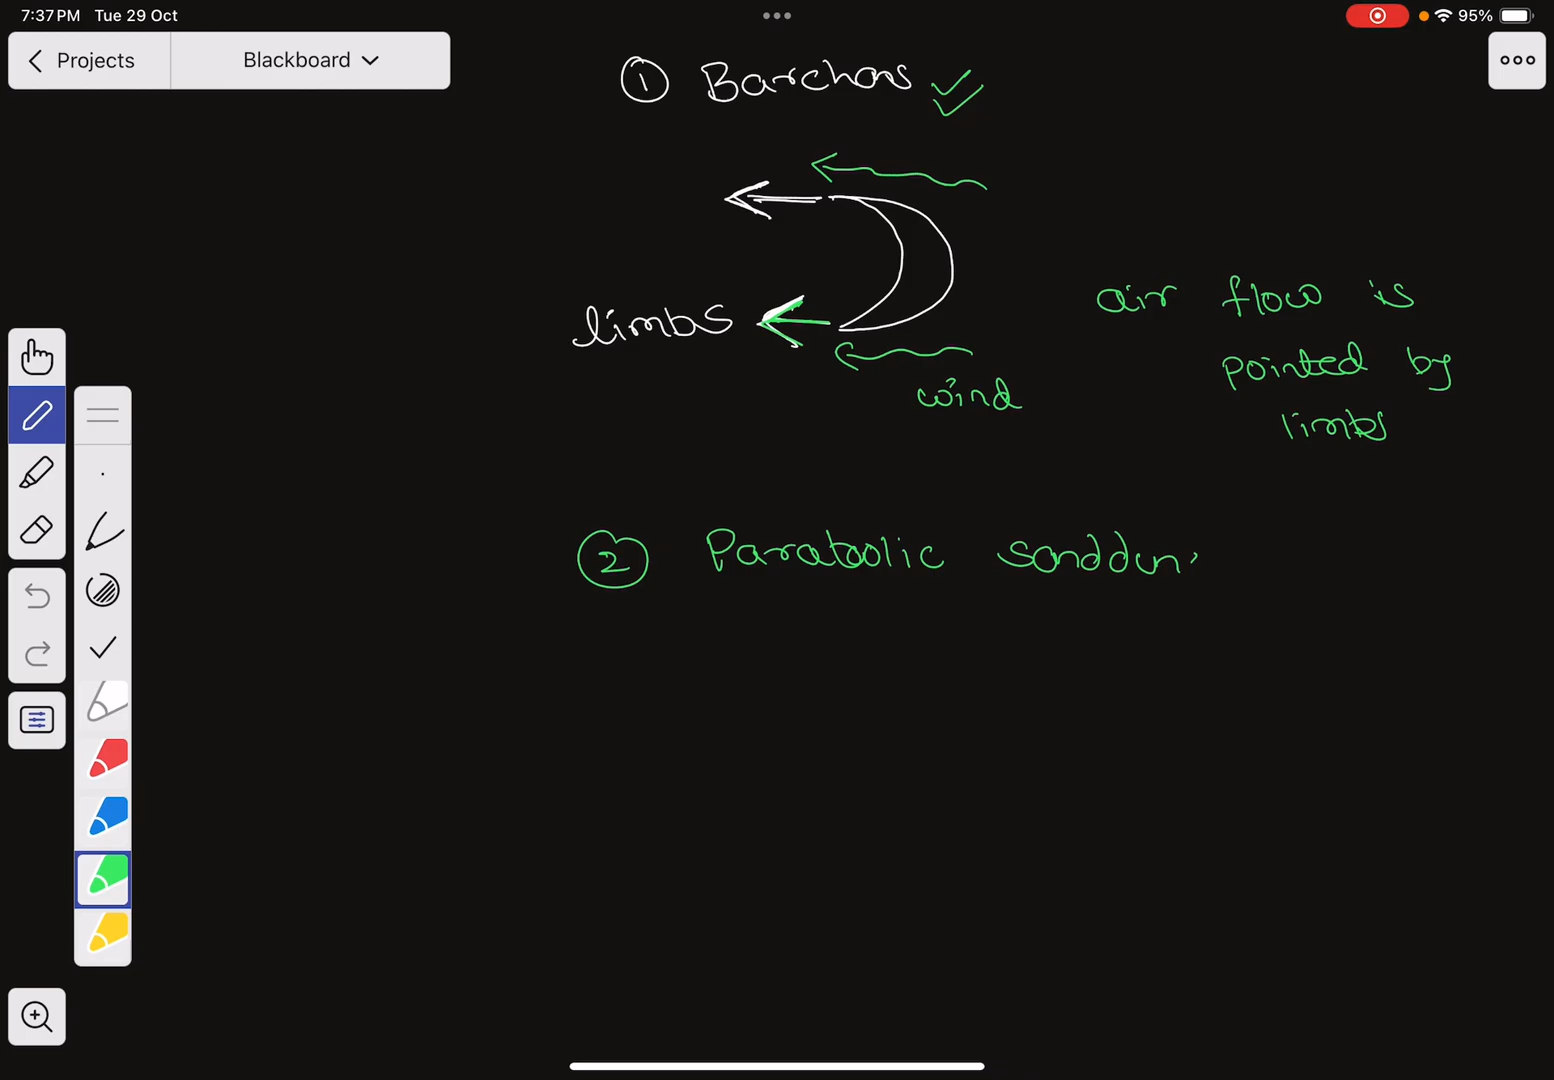 7:37 PM Tue 29 Oct
95%
Projects
Blackboard
① Barchans
limbs
wind
air flow is
pointed by
limbs
② Parabolic